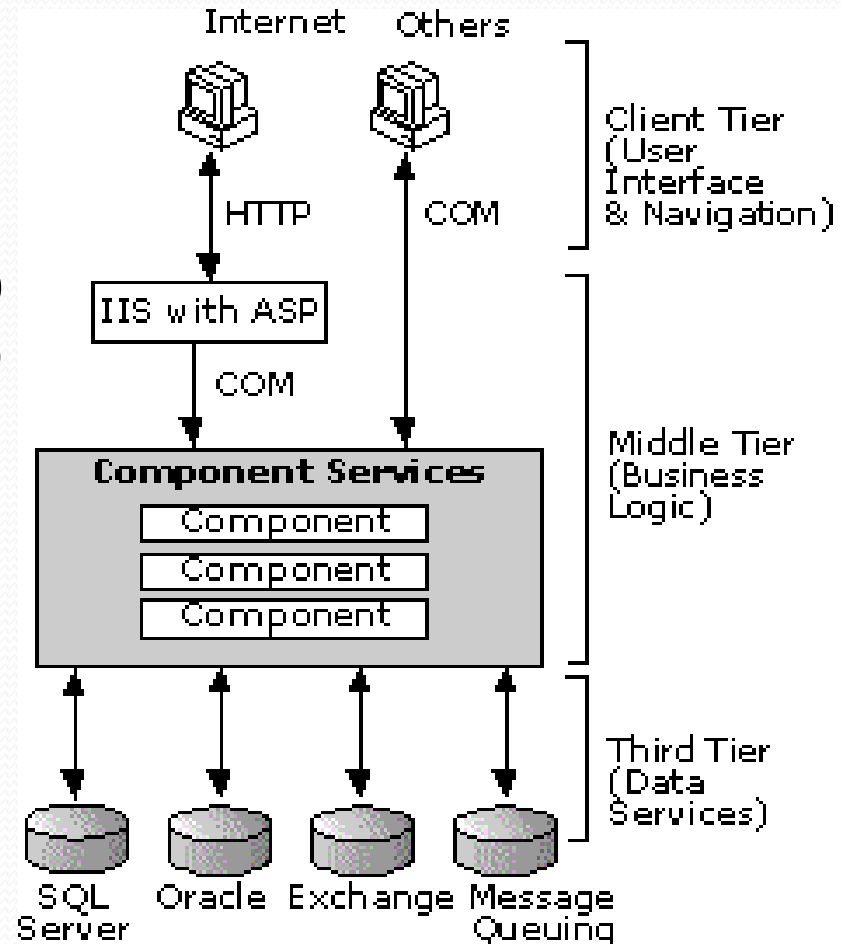 Internet Others
Client Tier
(User
Interface
& Navigation)
HTTP
COM
IIS with ASP
COM
Component Services
Component
Component
Component
Middle Tier
(Business
Logic)
Third Tier
(Data
Services)
SQL
Server
Oracle
Exchange
Message
Queuing